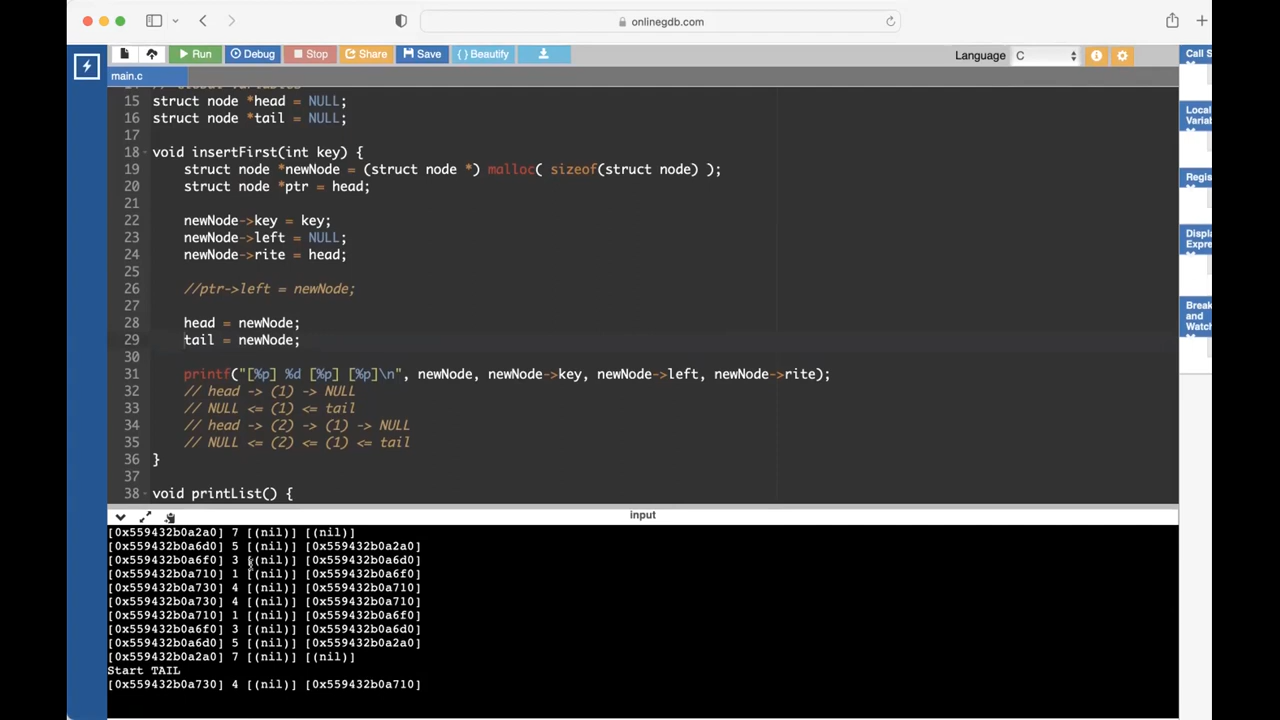 onlinegdb.com
Run Debug Stop Share Save { } Beautify Language C
Call S
main.c
15 struct node *head = NULL;
16 struct node *tail = NULL;
17
18 void insertFirst(int key) {
19 struct node *newNode = (struct node *) malloc( sizeof(struct node) );
20 struct node *ptr = head;
21
22 newNode->key = key;
23 newNode->left = NULL;
24 newNode->rite = head;
25
26 //ptr->left = newNode;
27
28 head = newNode;
29 tail = newNode;
30
31 printf("[%p] %d [%p] [%p]\n", newNode, newNode->key, newNode->left, newNode->rite);
32 // head -> (1) -> NULL
33 // NULL <= (1) <= tail
34 // head -> (2) -> (1) -> NULL
35 // NULL <= (2) <= (1) <= tail
36 }
37
38 void printList() {
Local
Varial
Regis
Displ
Expre
Break
and
Watch
input
[0x559432b0a2a0] 7 [(nil)] [(nil)]
[0x559432b0a6d0] 5 [(nil)] [0x559432b0a2a0]
[0x559432b0a6f0] 3 [(nil)] [0x559432b0a6d0]
[0x559432b0a710] 1 [(nil)] [0x559432b0a6f0]
[0x559432b0a730] 4 [(nil)] [0x559432b0a710]
[0x559432b0a730] 4 [(nil)] [0x559432b0a710]
[0x559432b0a710] 1 [(nil)] [0x559432b0a6f0]
[0x559432b0a6f0] 3 [(nil)] [0x559432b0a6d0]
[0x559432b0a6d0] 5 [(nil)] [0x559432b0a2a0]
[0x559432b0a2a0] 7 [(nil)] [(nil)]
Start TAIL
[0x559432b0a730] 4 [(nil)] [0x559432b0a710]